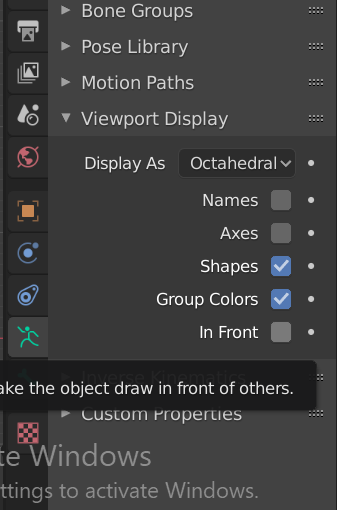 Bone Groups
Pose Library
Motion Paths
Viewport Display
Display As Octahedral
Names
Axes
Shapes
Group Colors
In Front
Inverse Kinematics
ake the object draw in front of others.
Custom Properties
te Windows
ttings to activate Windows.